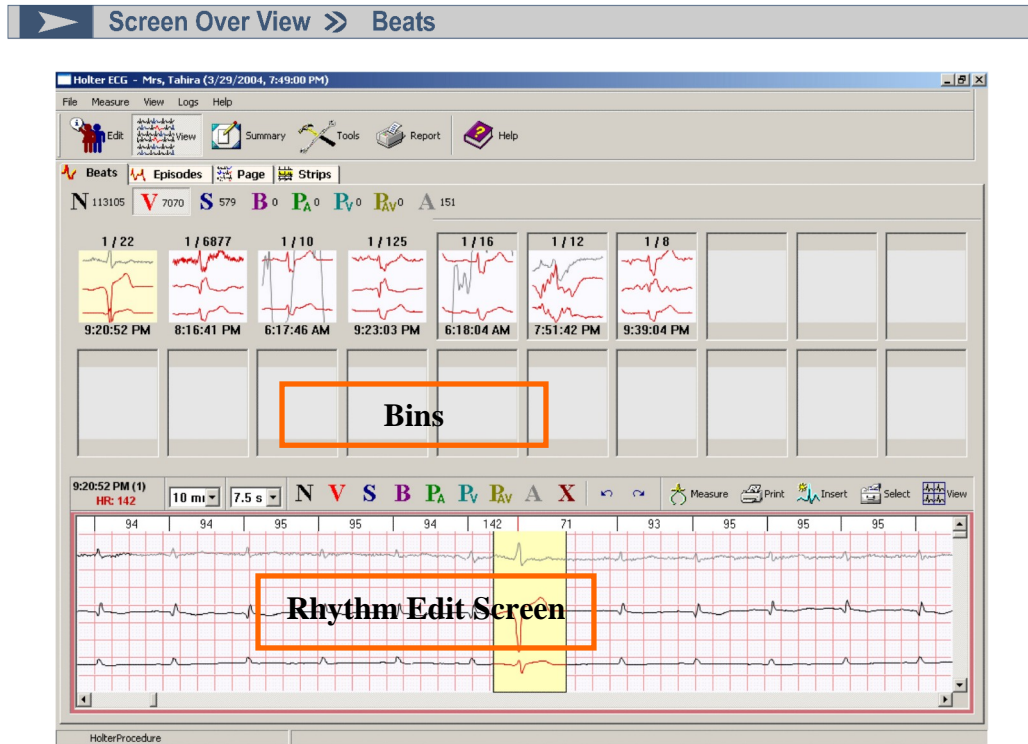 Screen Over View >> Beats
Holter ECG - Mrs, Tahira (3/29/2004, 7:49:00 PM)
File Measure View Logs Help
Edit View Summary Tools Report Help
Beats Episodes Page Strips
N 113105 V 7070 S 579 B 0 PA 0 PV 0 PAV 0 A 151
1 / 22 1 / 6877 1 / 10 1 / 125 1 / 16 1 / 12 1 / 8
9:20:52 PM 8:16:41 PM 6:17:46 AM 9:23:03 PM 6:18:04 AM 7:51:42 PM 9:39:04 PM
Bins
9:20:52 PM (1)
HR: 142
10 mı 7.5 s N V S B PA PV PAV A X Measure Print Insert Select View
94 94 95 95 94 142 71 93 95 95 95
Rhythm Edit Screen
HolterProcedure